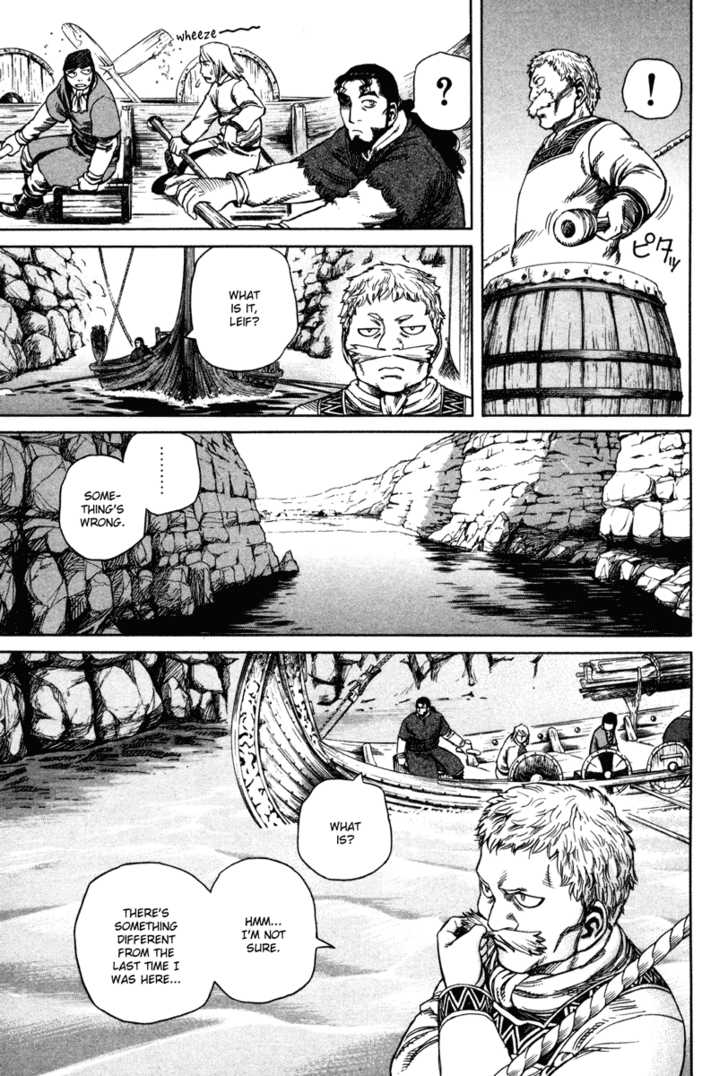 !
ピタッ
wheeze
?
WHAT
IS IT,
LEIF?
........
SOME-
THING'S
WRONG.
WHAT
IS?
HMM...
I'M NOT
SURE.
THERE'S
SOMETHING
DIFFERENT
FROM THE
LAST TIME I
WAS HERE...